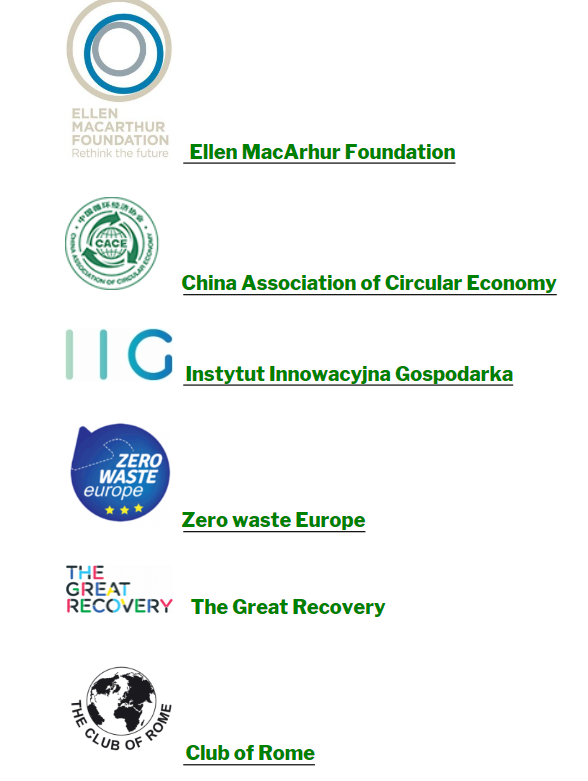 ELLEN
MACARTHUR
FOUNDATION
Rethink the future
Ellen MacArhur Foundation
中国循环经济协会
CACE
CHINA ASSOCIATION OF CIRCULAR ECONOMY
China Association of Circular Economy
IIG
Instytut Innowacyjna Gospodarka
ZERO
WASTE
europe
Zero waste Europe
THE
GREAT
RECOVERY
The Great Recovery
THE CLUB OF ROME
Club of Rome